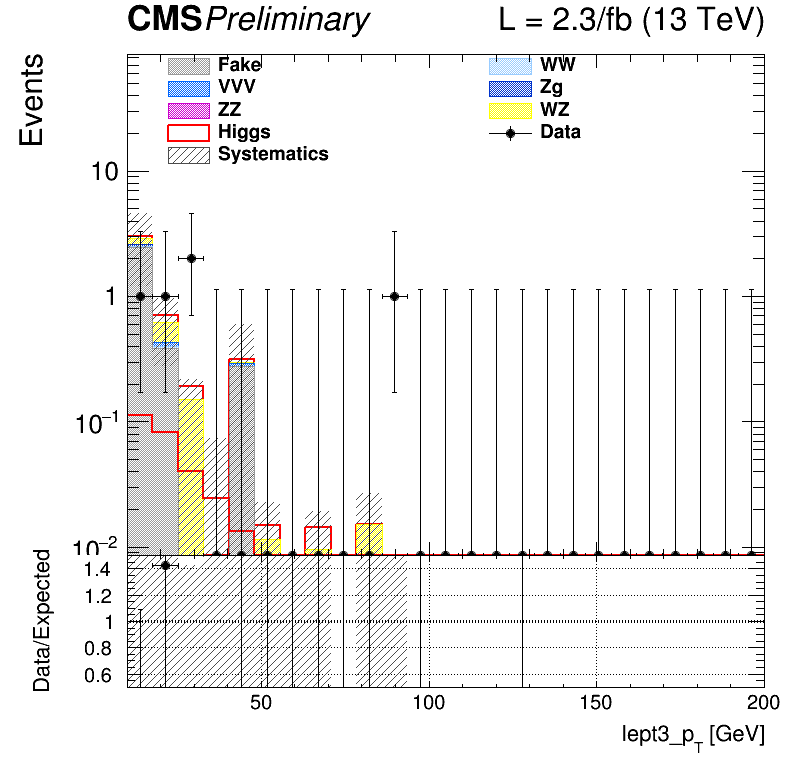 CMS Preliminary L = 2.3/fb (13 TeV)
Events
Fake WW
VVV Zg
ZZ WZ
Higgs Data
Systematics
10
1
10⁻¹
10⁻²
Data/Expected
1.4
1.2
1
0.8
0.6
50 100 150 200
lept3_p_T [GeV]